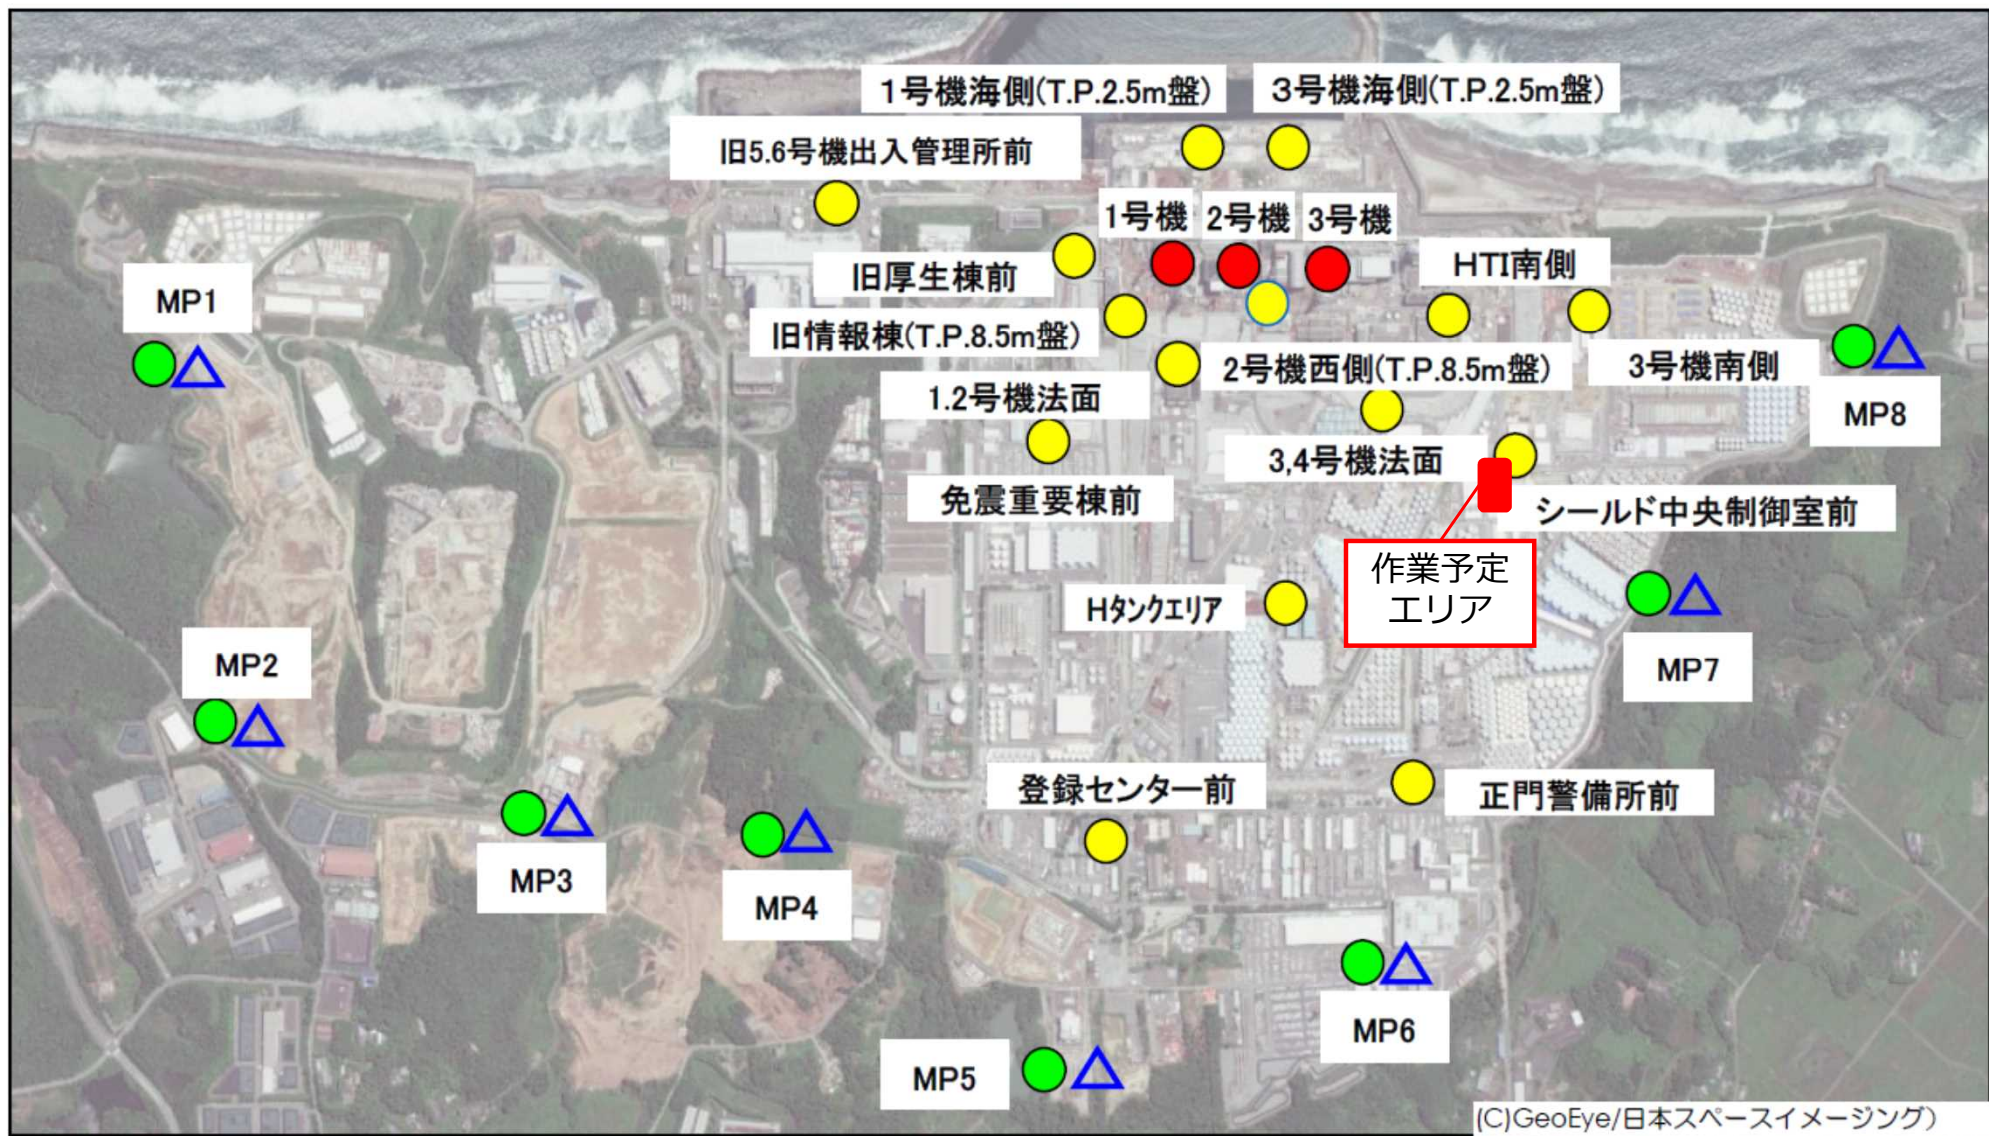 1号機海側(T.P.2.5m盤)
3号機海側(T.P.2.5m盤)
旧5.6号機出入管理所前
1号機
2号機
3号機
旧厚生棟前
HTI南側
MP1
旧情報棟(T.P.8.5m盤)
2号機西側(T.P.8.5m盤)
3号機南側
1.2号機法面
MP8
3,4号機法面
免震重要棟前
シールド中央制御室前
作業予定
エリア
Hタンクエリア
MP2
MP7
登録センター前
正門警備所前
MP3
MP4
MP6
MP5
(C)GeoEye/日本スペースイメージング)